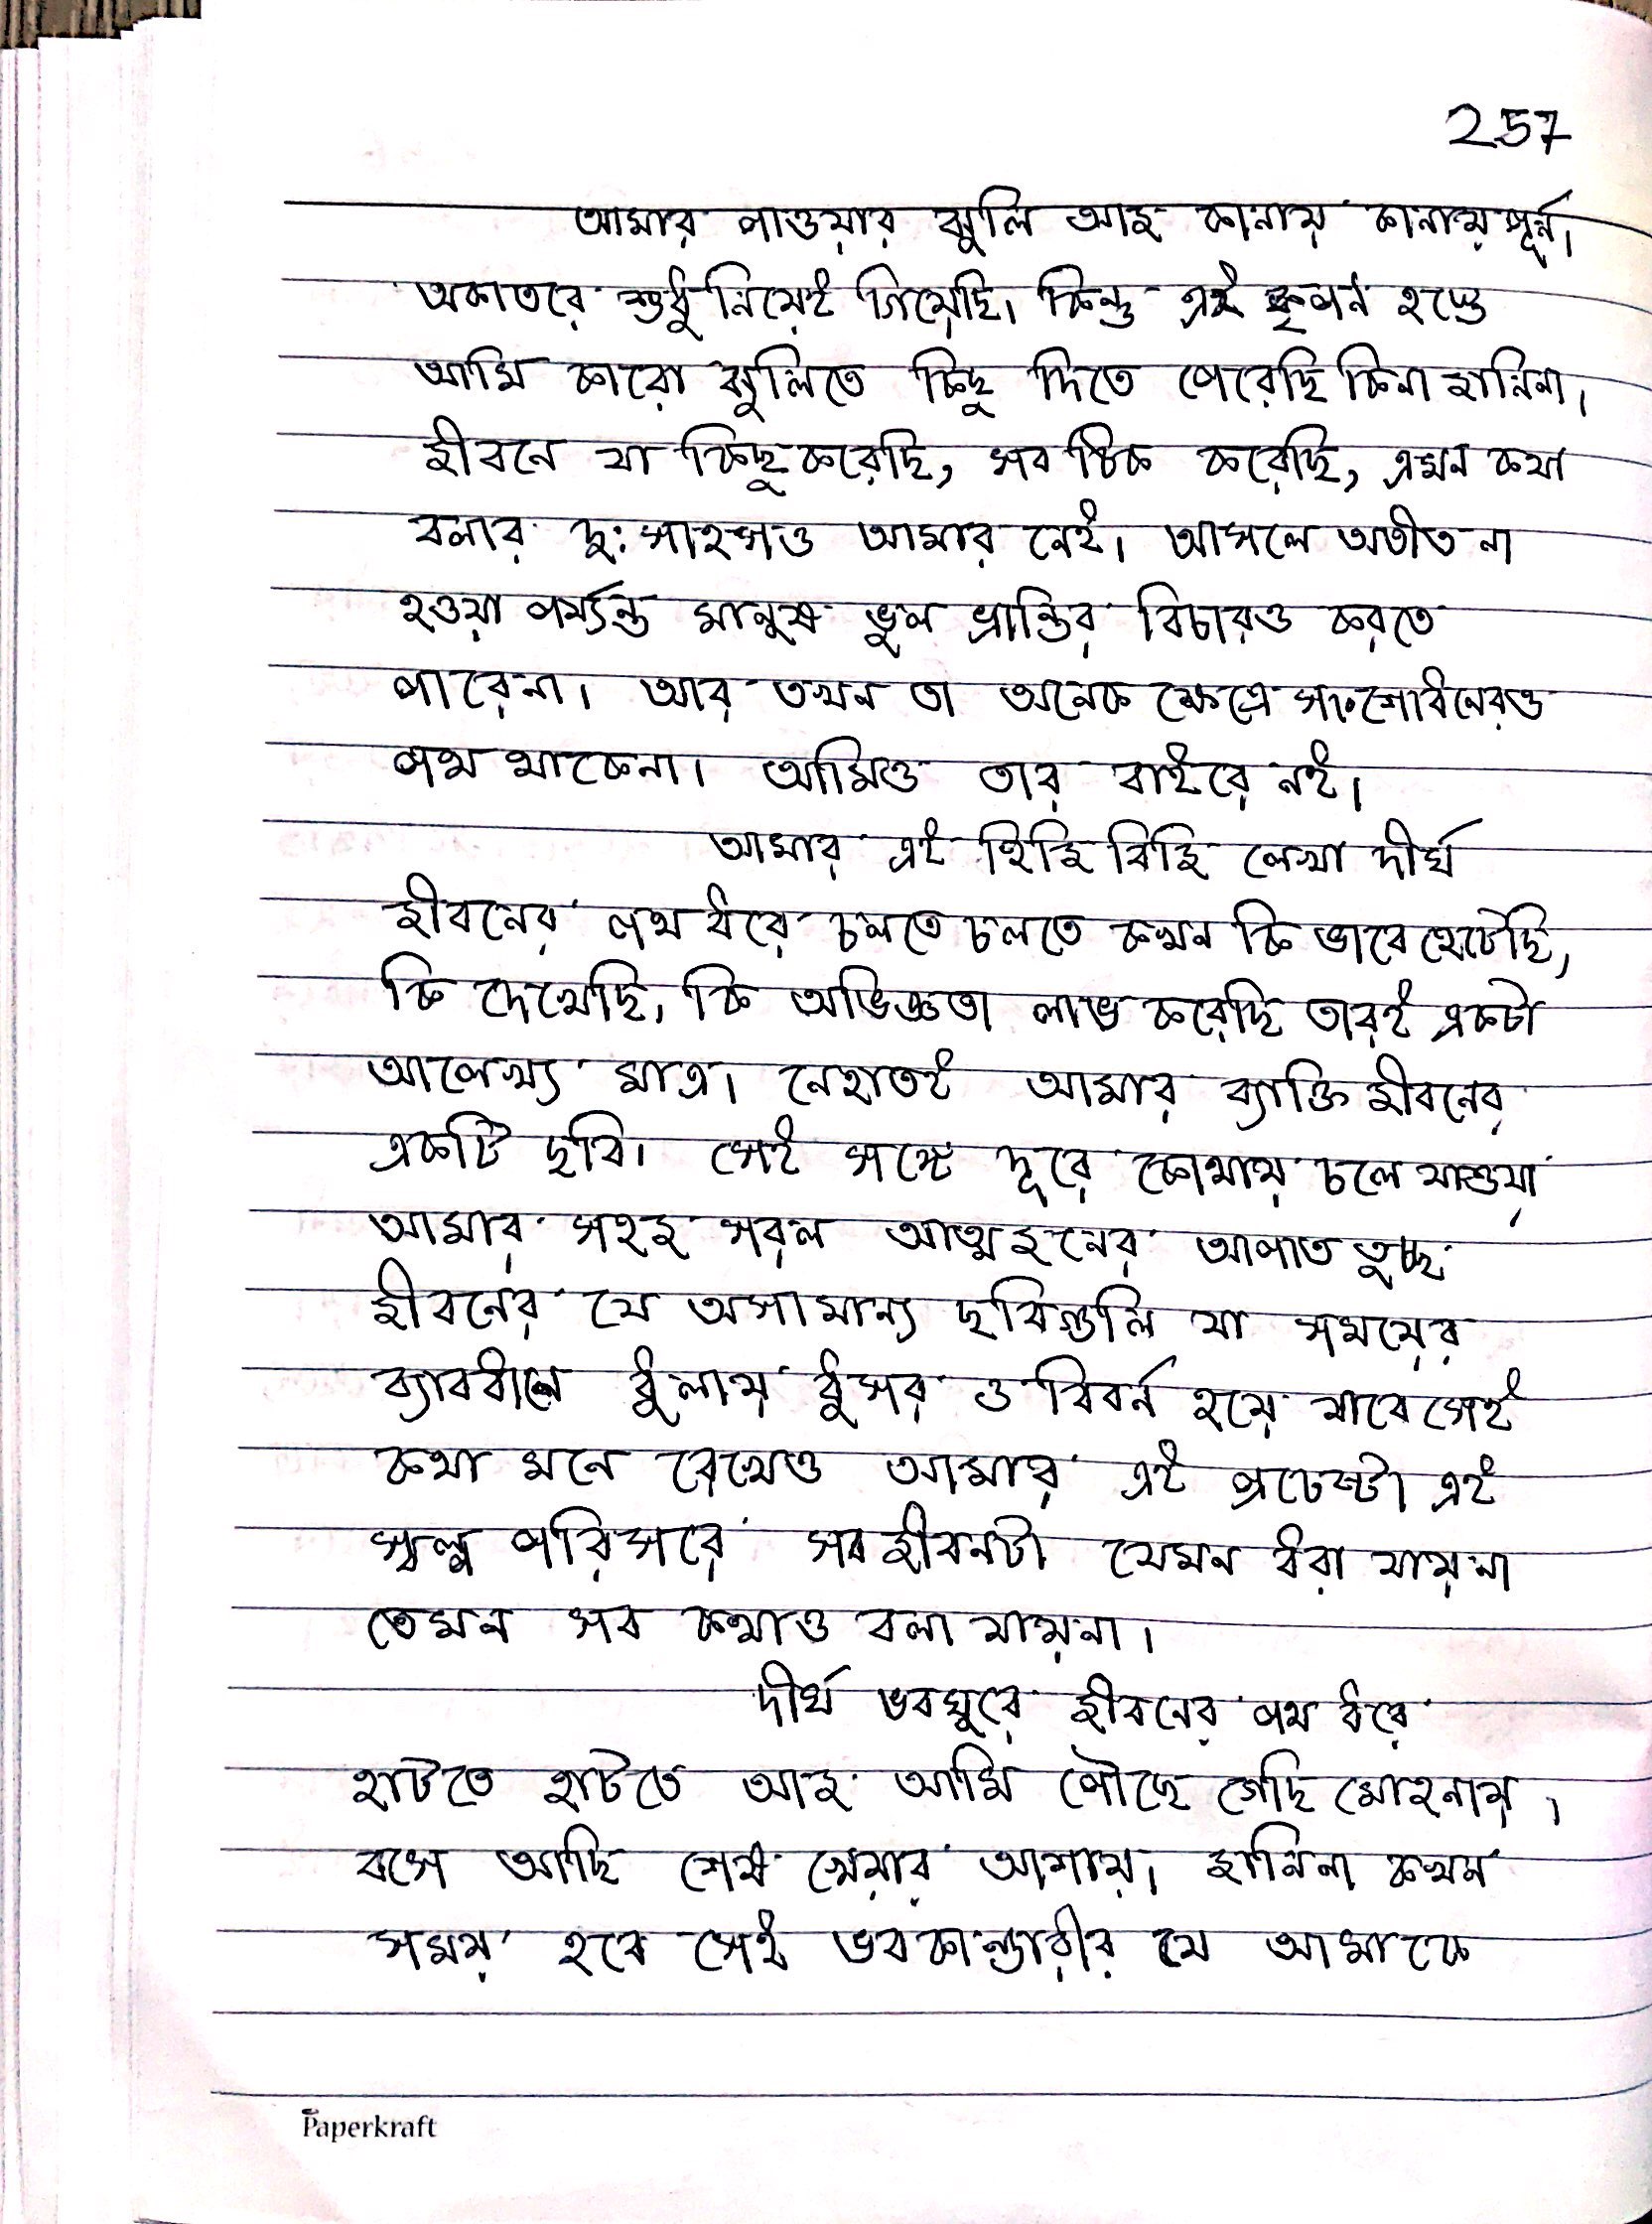 257
আমার পাওয়ার ঝুলি আজ কানায় কানায় পূর্ন।
অকাতরে শুধু নিয়েই গিয়েছি। কিন্তু এই কৃপন হস্তে
আমি কারো ঝুলিতে কিছু দিতে পেরেছি কিনা জানিনা।
জীবনে যা কিছু করেছি, সব ঠিক করেছি, এমন কথা
বলার দু:সাহসও আমার নেই। আসলে অতীত না
হওয়া পর্য্যন্ত মানুষ ভুল ভ্রান্তির বিচারও করতে
পারেনা। আর তখন তা অনেক ক্ষেত্রে সংশোধনেরও
পথ থাকেনা। আমিও তার বাইরে নই।
আমার এই হিজি বিজি লেখা দীর্ঘ
জীবনের পথ ধরে চলতে চলতে কখন কি ভাবে হেটেছি,
কি দেখেছি, কি অভিজ্ঞতা লাভ করেছি তারই একটা
আলেখ্য মাত্র। নেহাতই আমার ব্যাক্তি জীবনের
একটি ছবি। সেই সঙ্গে দূরে কোথায় চলে যাওয়া
আমার সহজ সরল আত্মজনের আপাত তুচ্ছ
জীবনের যে অসামান্য ছবিগুলি যা সময়ের
ব্যাবধানে ধুলায় ধুসর ও বিবর্ন হয়ে যাবে সেই
কথা মনে রেখেও আমার এই প্রচেষ্টা এই
স্বল্প পরিসরে সব জীবনটা যেমন ধরা যায়না
তেমন সব কথাও বলা যায়না।
দীর্ঘ ভবঘুরে জীবনের পথ ধরে
হাটতে হাটতে আজ আমি পৌছে গেছি মোহনায়।
বসে আছি শেষ খেয়ার আশায়। জানিনা কখন
সময় হবে সেই ভবকান্ডারীর যে আমাকে
Paperkraft